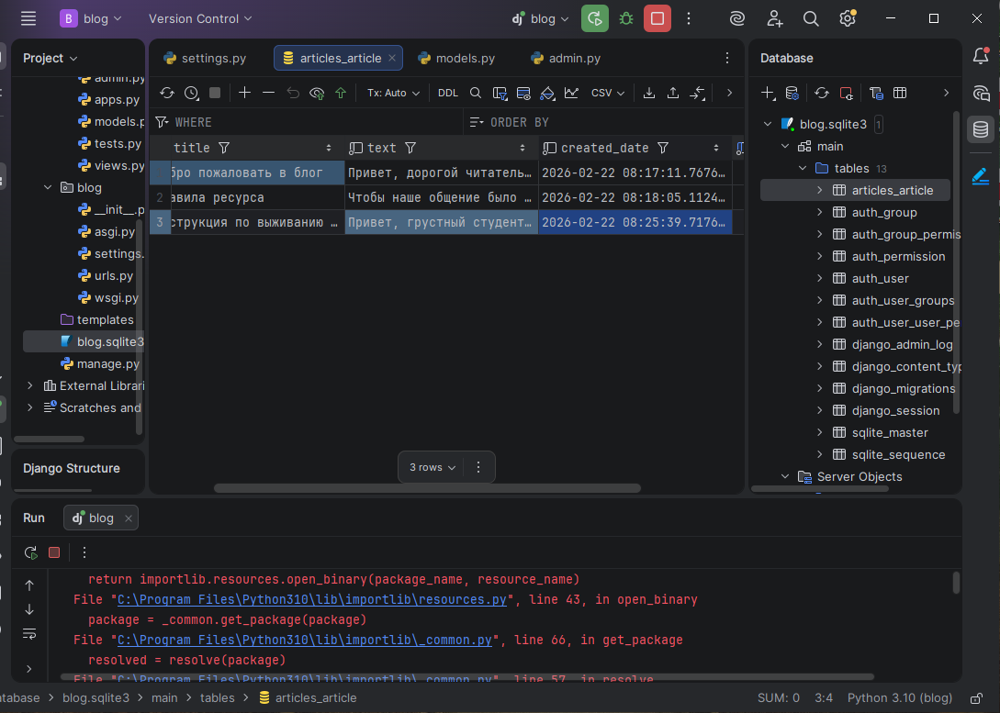 B blog Version Control dj blog
Project
settings.py articles_article models.py admin.py
Database
admin.py
apps.py
models.p
tests.py
views.py
blog
__init__.p
asgi.py
settings.
urls.py
wsgi.py
templates
blog.sqlite3
manage.py
External Librari
Scratches and
Django Structure
Tx: Auto DDL CSV
WHERE ORDER BY
title text created_date
бро пожаловать в блог Привет, дорогой читатель… 2026-02-22 08:17:11.7676…
2 авила ресурса Чтобы наше общение было … 2026-02-22 08:18:05.1124…
3 струкция по выживанию … Привет, грустный студент… 2026-02-22 08:25:39.7176…
3 rows
blog.sqlite3 1
main
tables 13
articles_article
auth_group
auth_group_permis
auth_permission
auth_user
auth_user_groups
auth_user_user_pe
django_admin_log
django_content_typ
django_migrations
django_session
sqlite_master
sqlite_sequence
Server Objects
Run dj blog
return importlib.resources.open_binary(package_name, resource_name)
File "C:\Program Files\Python310\lib\importlib\resources.py", line 43, in open_binary
package = _common.get_package(package)
File "C:\Program Files\Python310\lib\importlib\_common.py", line 66, in get_package
resolved = resolve(package)
File "C:\Program Files\Python310\lib\importlib\_common.py", line 57, in resolve
atabase blog.sqlite3 main tables articles_article SUM: 0 3:4 Python 3.10 (blog)